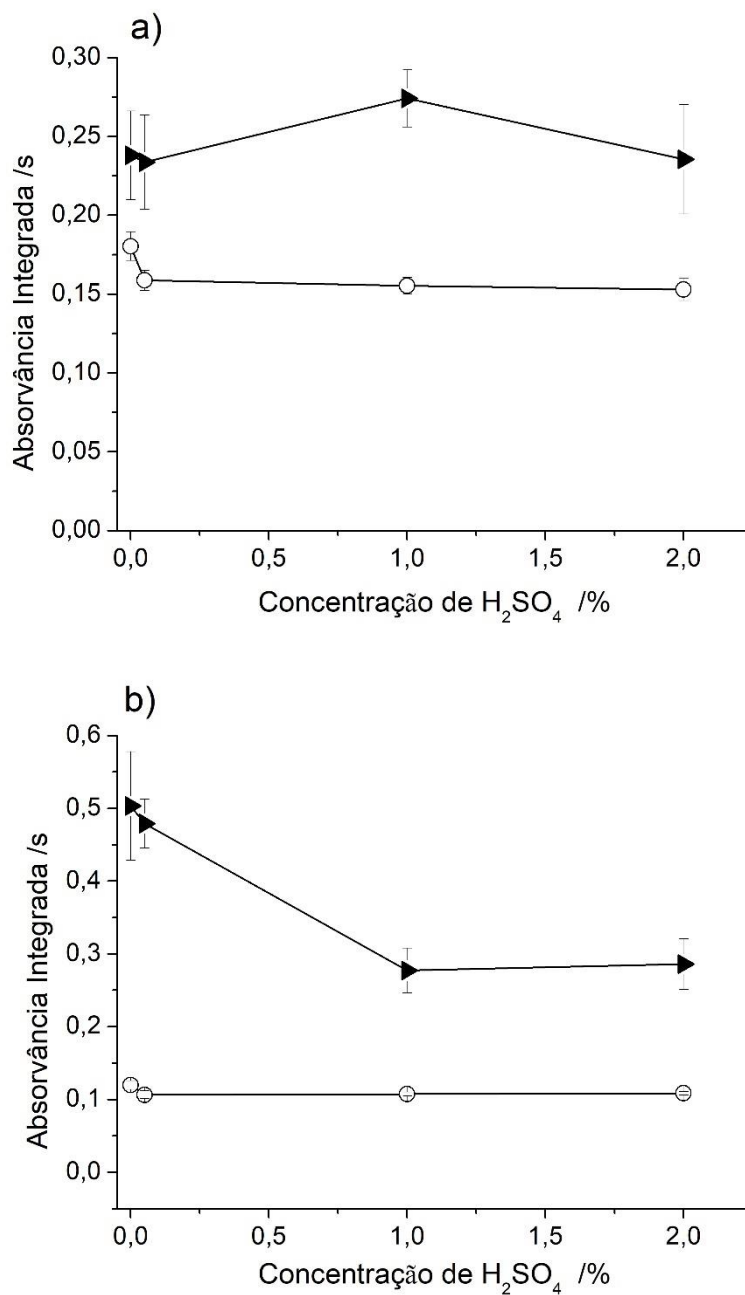 a)
0,30
0,25
0,20
0,15
0,10
0,05
0,00
Absorvância Integrada /s
0,0 0,5 1,0 1,5 2,0
Concentração de H₂SO₄ /%
b)
0,6
0,5
0,4
0,3
0,2
0,1
0,0
Absorvância Integrada /s
0,0 0,5 1,0 1,5 2,0
Concentração de H₂SO₄ /%